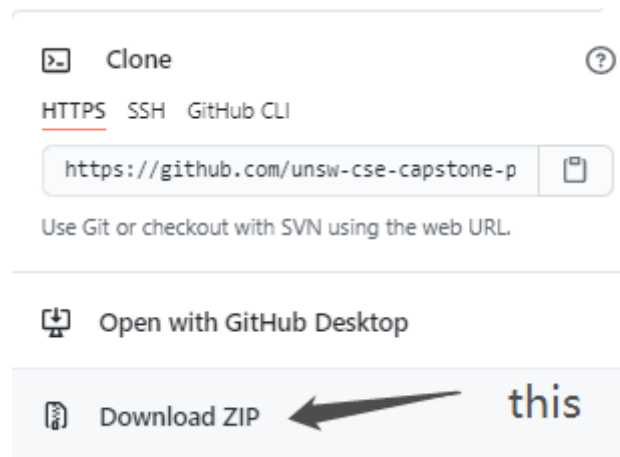 Clone
HTTPS SSH GitHub CLI
https://github.com/unsw-cse-capstone-p
Use Git or checkout with SVN using the web URL.
Open with GitHub Desktop
Download ZIP this